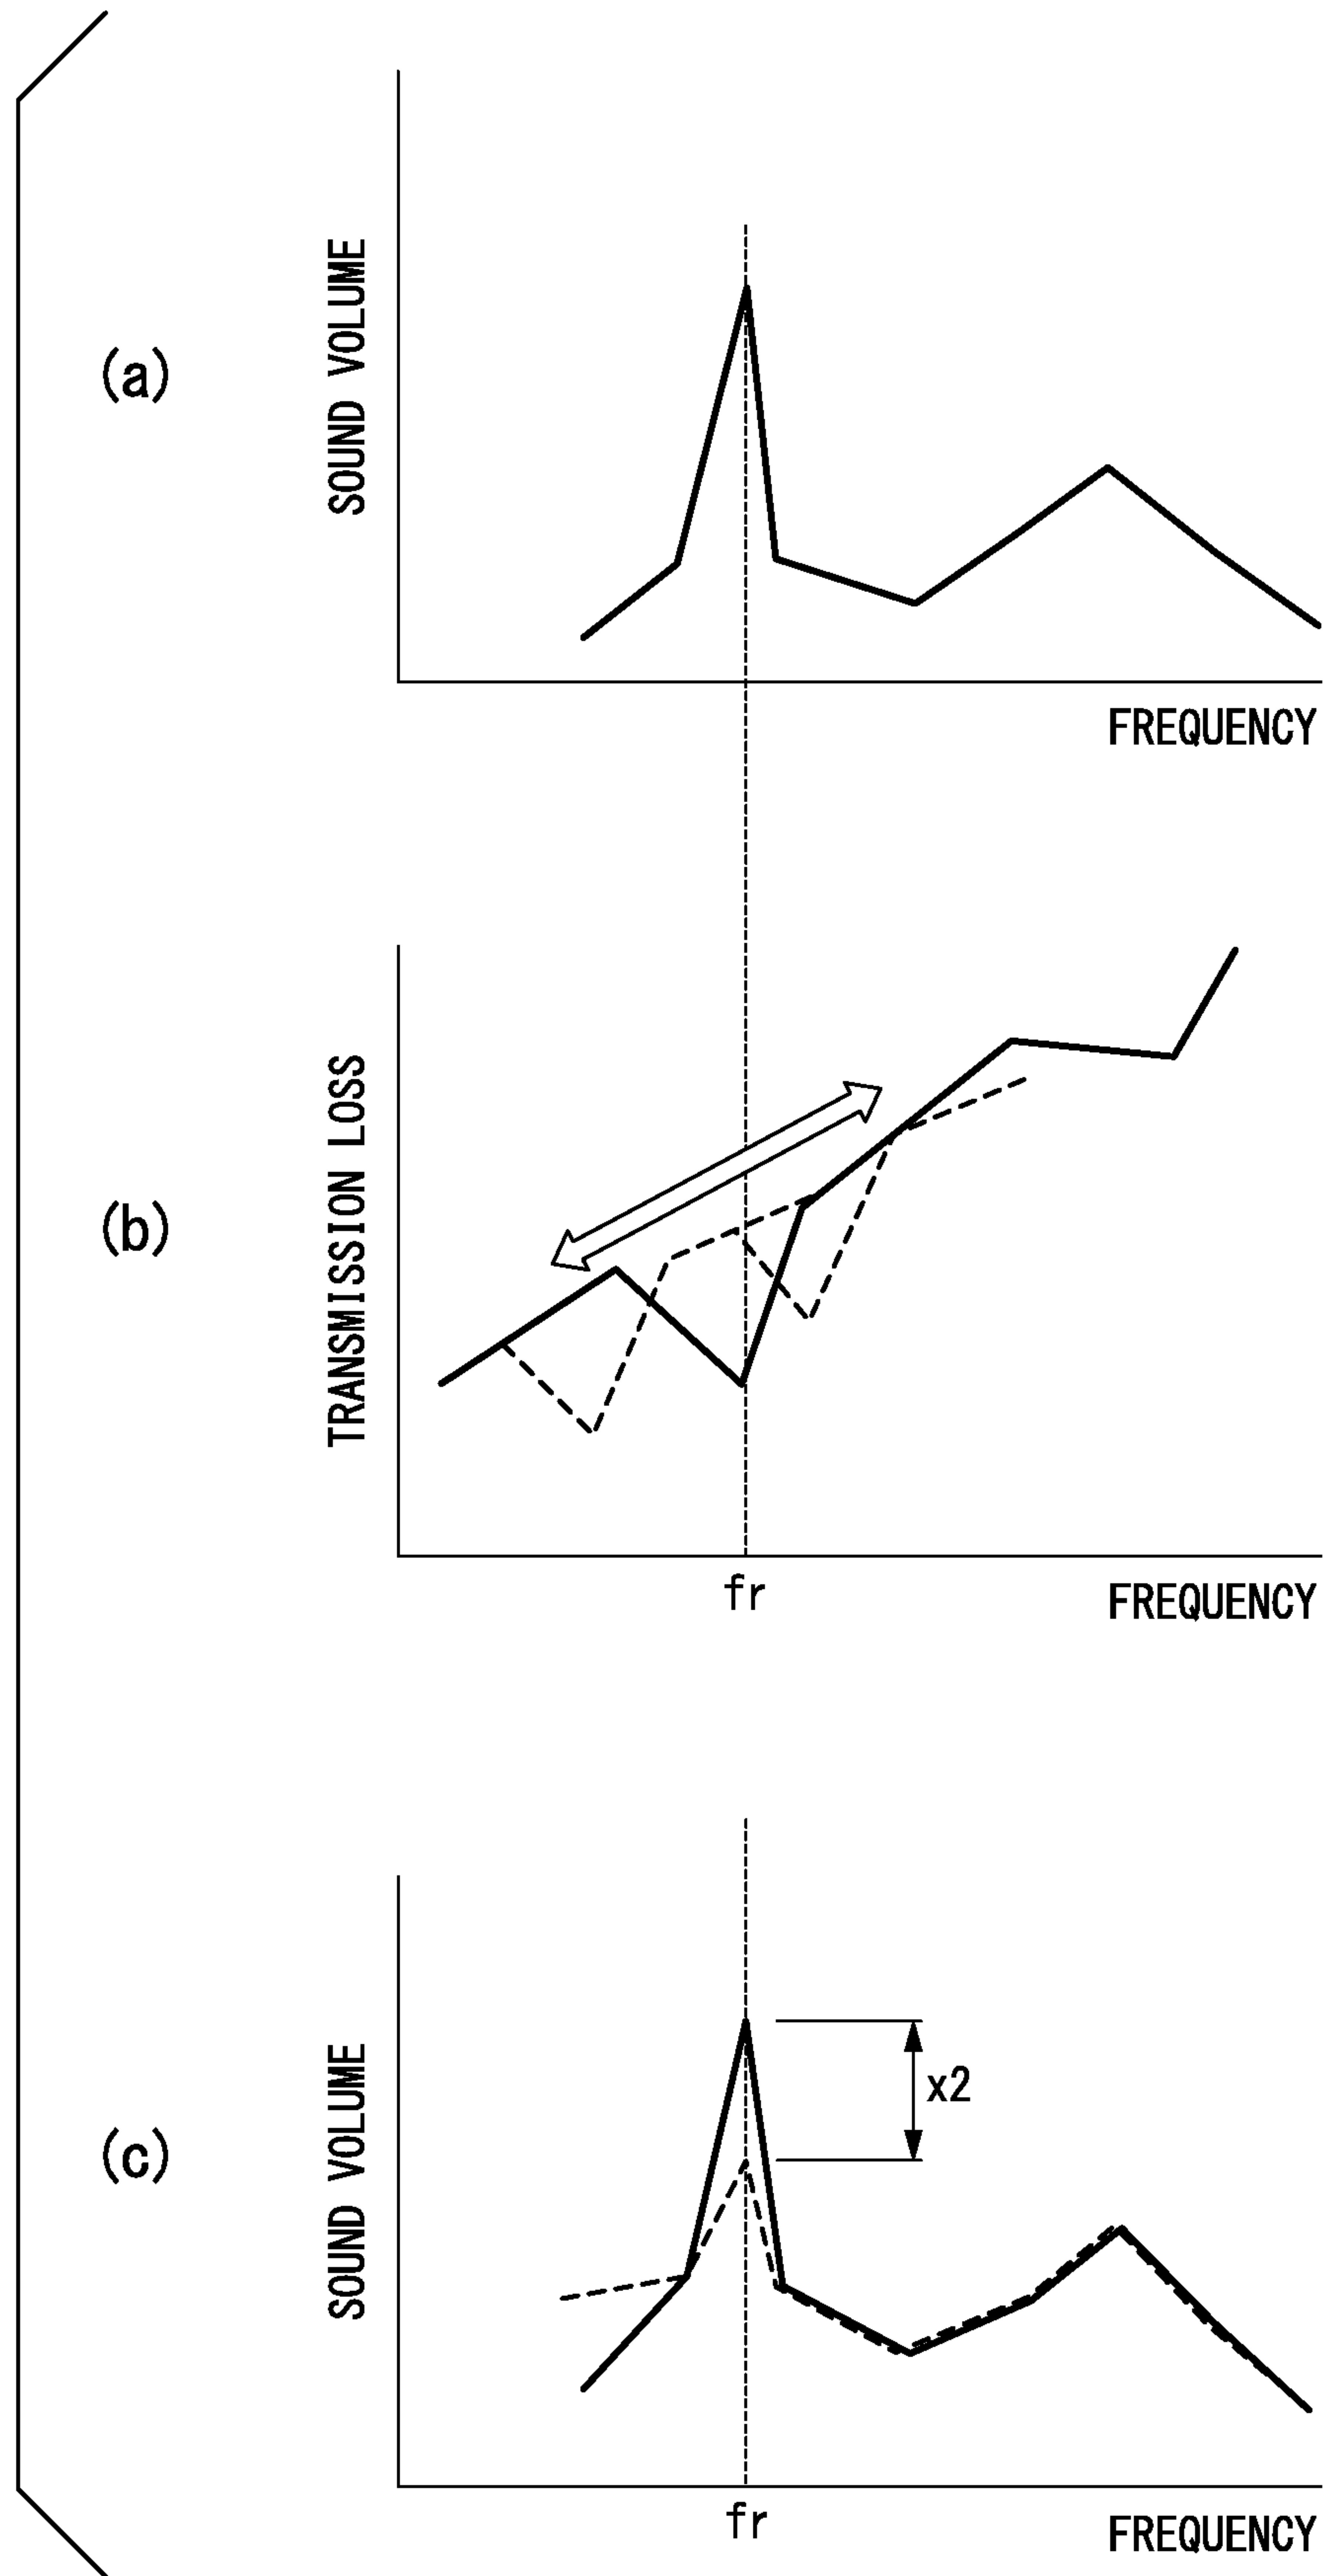 (a)
SOUND VOLUME
FREQUENCY
(b)
TRANSMISSION LOSS
fr
FREQUENCY
(c)
SOUND VOLUME
x2
fr
FREQUENCY